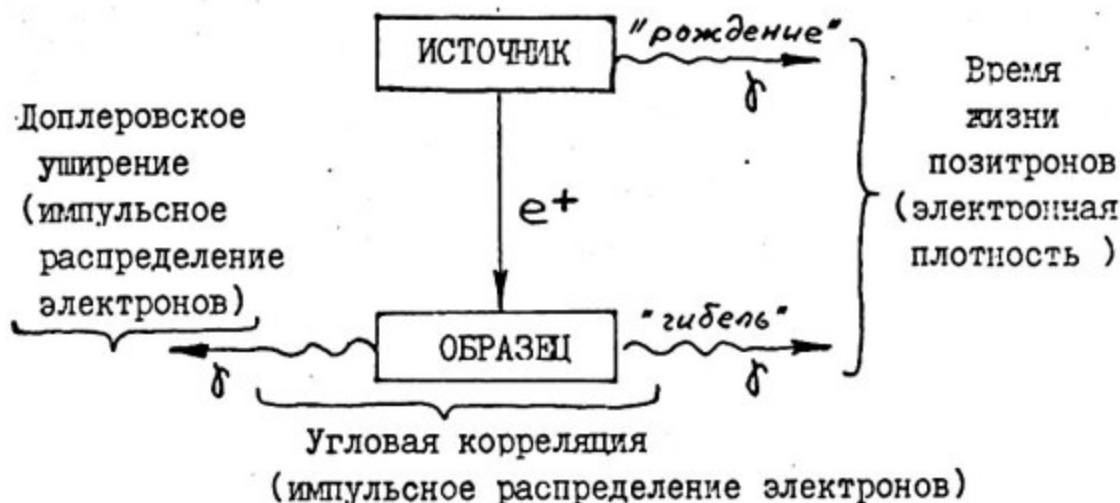 ИСТОЧНИК
"рождение"
γ
Время
жизни
позитронов
(электронная
плотность )
Доплеровское
уширение
(импульсное
распределение
электронов)
e+
ОБРАЗЕЦ
"гибель"
γ
γ
Угловая корреляция
(импульсное распределение электронов)